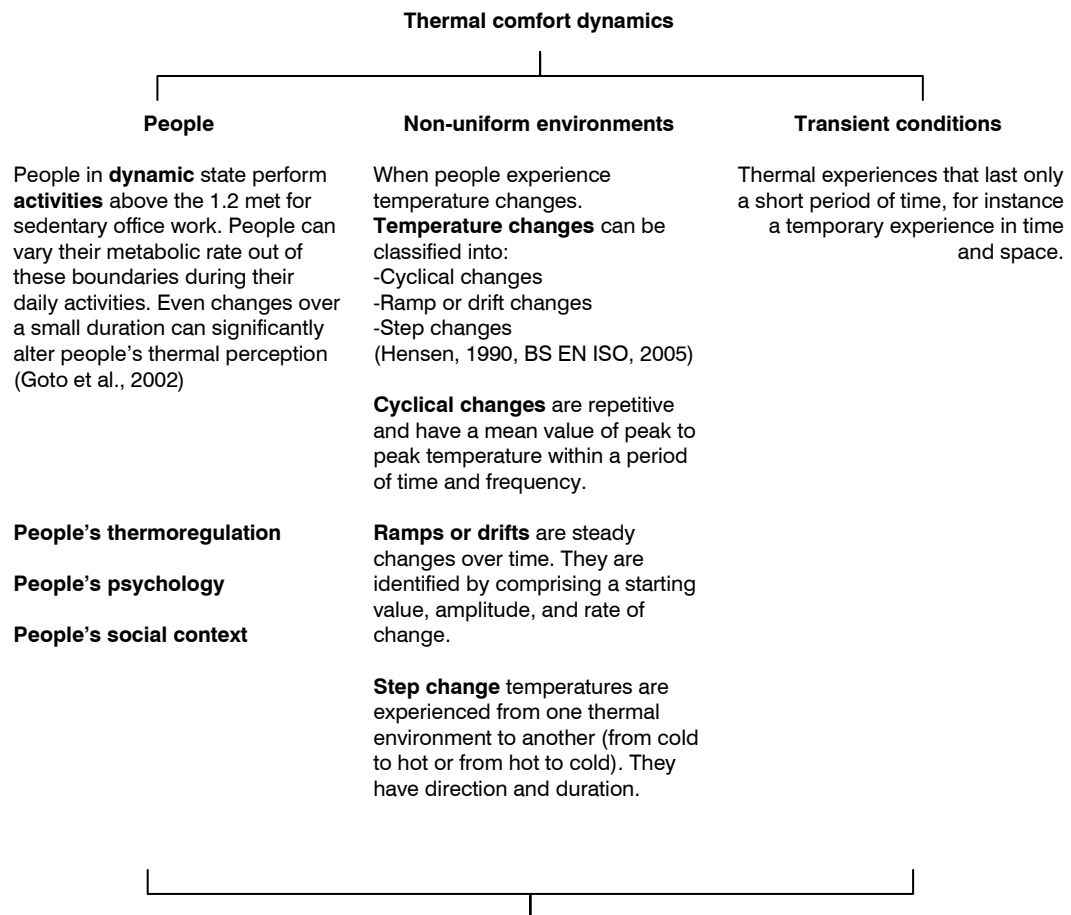 Thermal comfort dynamics
People
People in dynamic state perform
activities above the 1.2 met for
sedentary office work. People can
vary their metabolic rate out of
these boundaries during their
daily activities. Even changes over
a small duration can significantly
alter people’s thermal perception
(Goto et al., 2002)
People’s thermoregulation
People’s psychology
People’s social context
Non-uniform environments
When people experience
temperature changes.
Temperature changes can be
classified into:
-Cyclical changes
-Ramp or drift changes
-Step changes
(Hensen, 1990, BS EN ISO, 2005)
Cyclical changes are repetitive
and have a mean value of peak to
peak temperature within a period
of time and frequency.
Ramps or drifts are steady
changes over time. They are
identified by comprising a starting
value, amplitude, and rate of
change.
Step change temperatures are
experienced from one thermal
environment to another (from cold
to hot or from hot to cold). They
have direction and duration.
Transient conditions
Thermal experiences that last only
a short period of time, for instance
a temporary experience in time
and space.